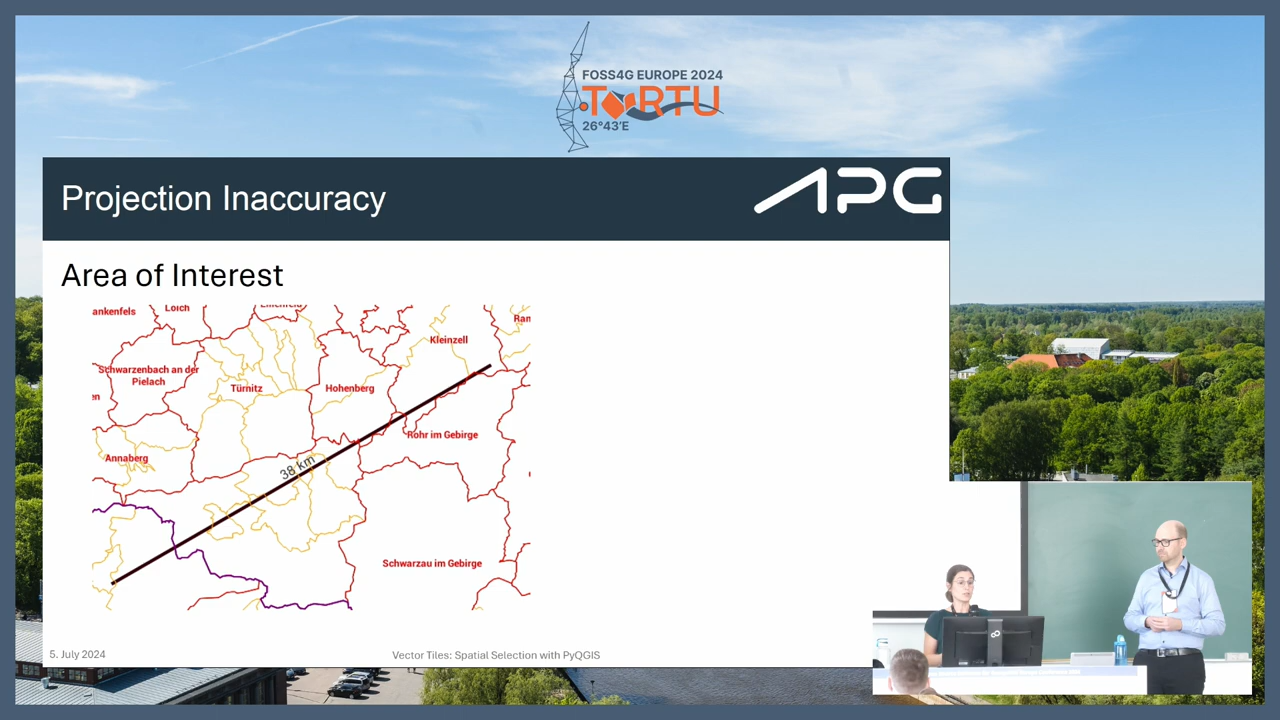 FOSS4G EUROPE 2024
TARTU
26°43'E
Projection Inaccuracy
APG
Area of Interest
ankenfels
Loich
Ran
Kleinzell
Schwarzenbach an der
Pielach
Türnitz
Hohenberg
en
Rohr im Gebirge
Annaberg
38 km
Schwarzau im Gebirge
5. July 2024
Vector Tiles: Spatial Selection with PyQGIS